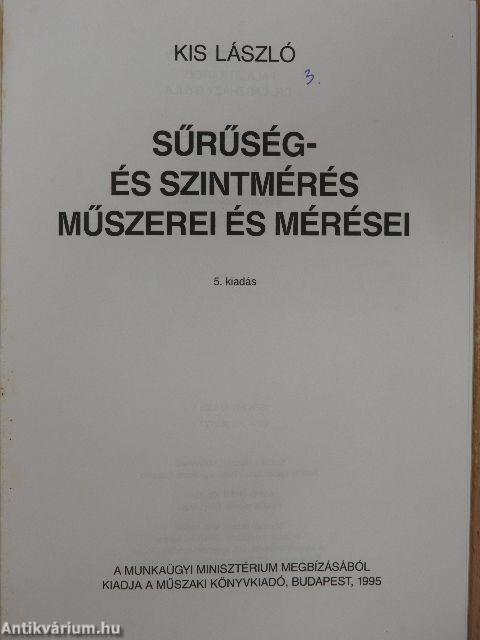 KIS LÁSZLÓ
3.
SŰRŰSÉG-
ÉS SZINTMÉRÉS
MŰSZEREI ÉS MÉRÉSEI
5. kiadás
A MUNKAÜGYI MINISZTÉRIUM MEGBÍZÁSÁBÓL
KIADJA A MŰSZAKI KÖNYVKIADÓ, BUDAPEST, 1995
Antikvárium.hu